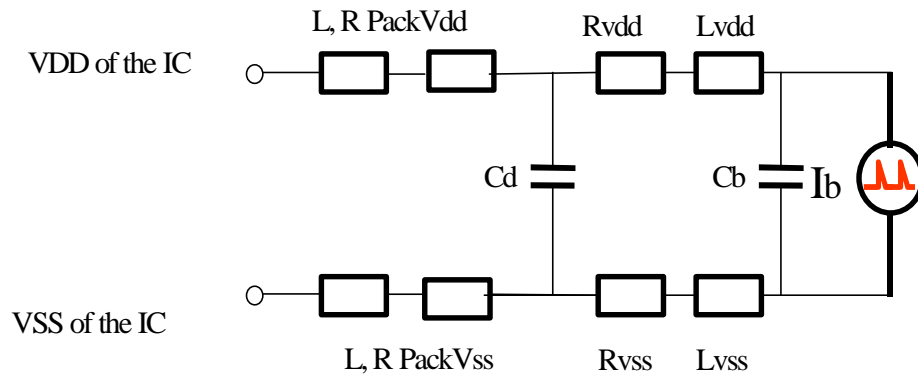 L, R PackVdd
Rvdd
Lvdd
VDD of the IC
Cd
Cb
Ib
VSS of the IC
L, R PackVss
Rvss
Lvss